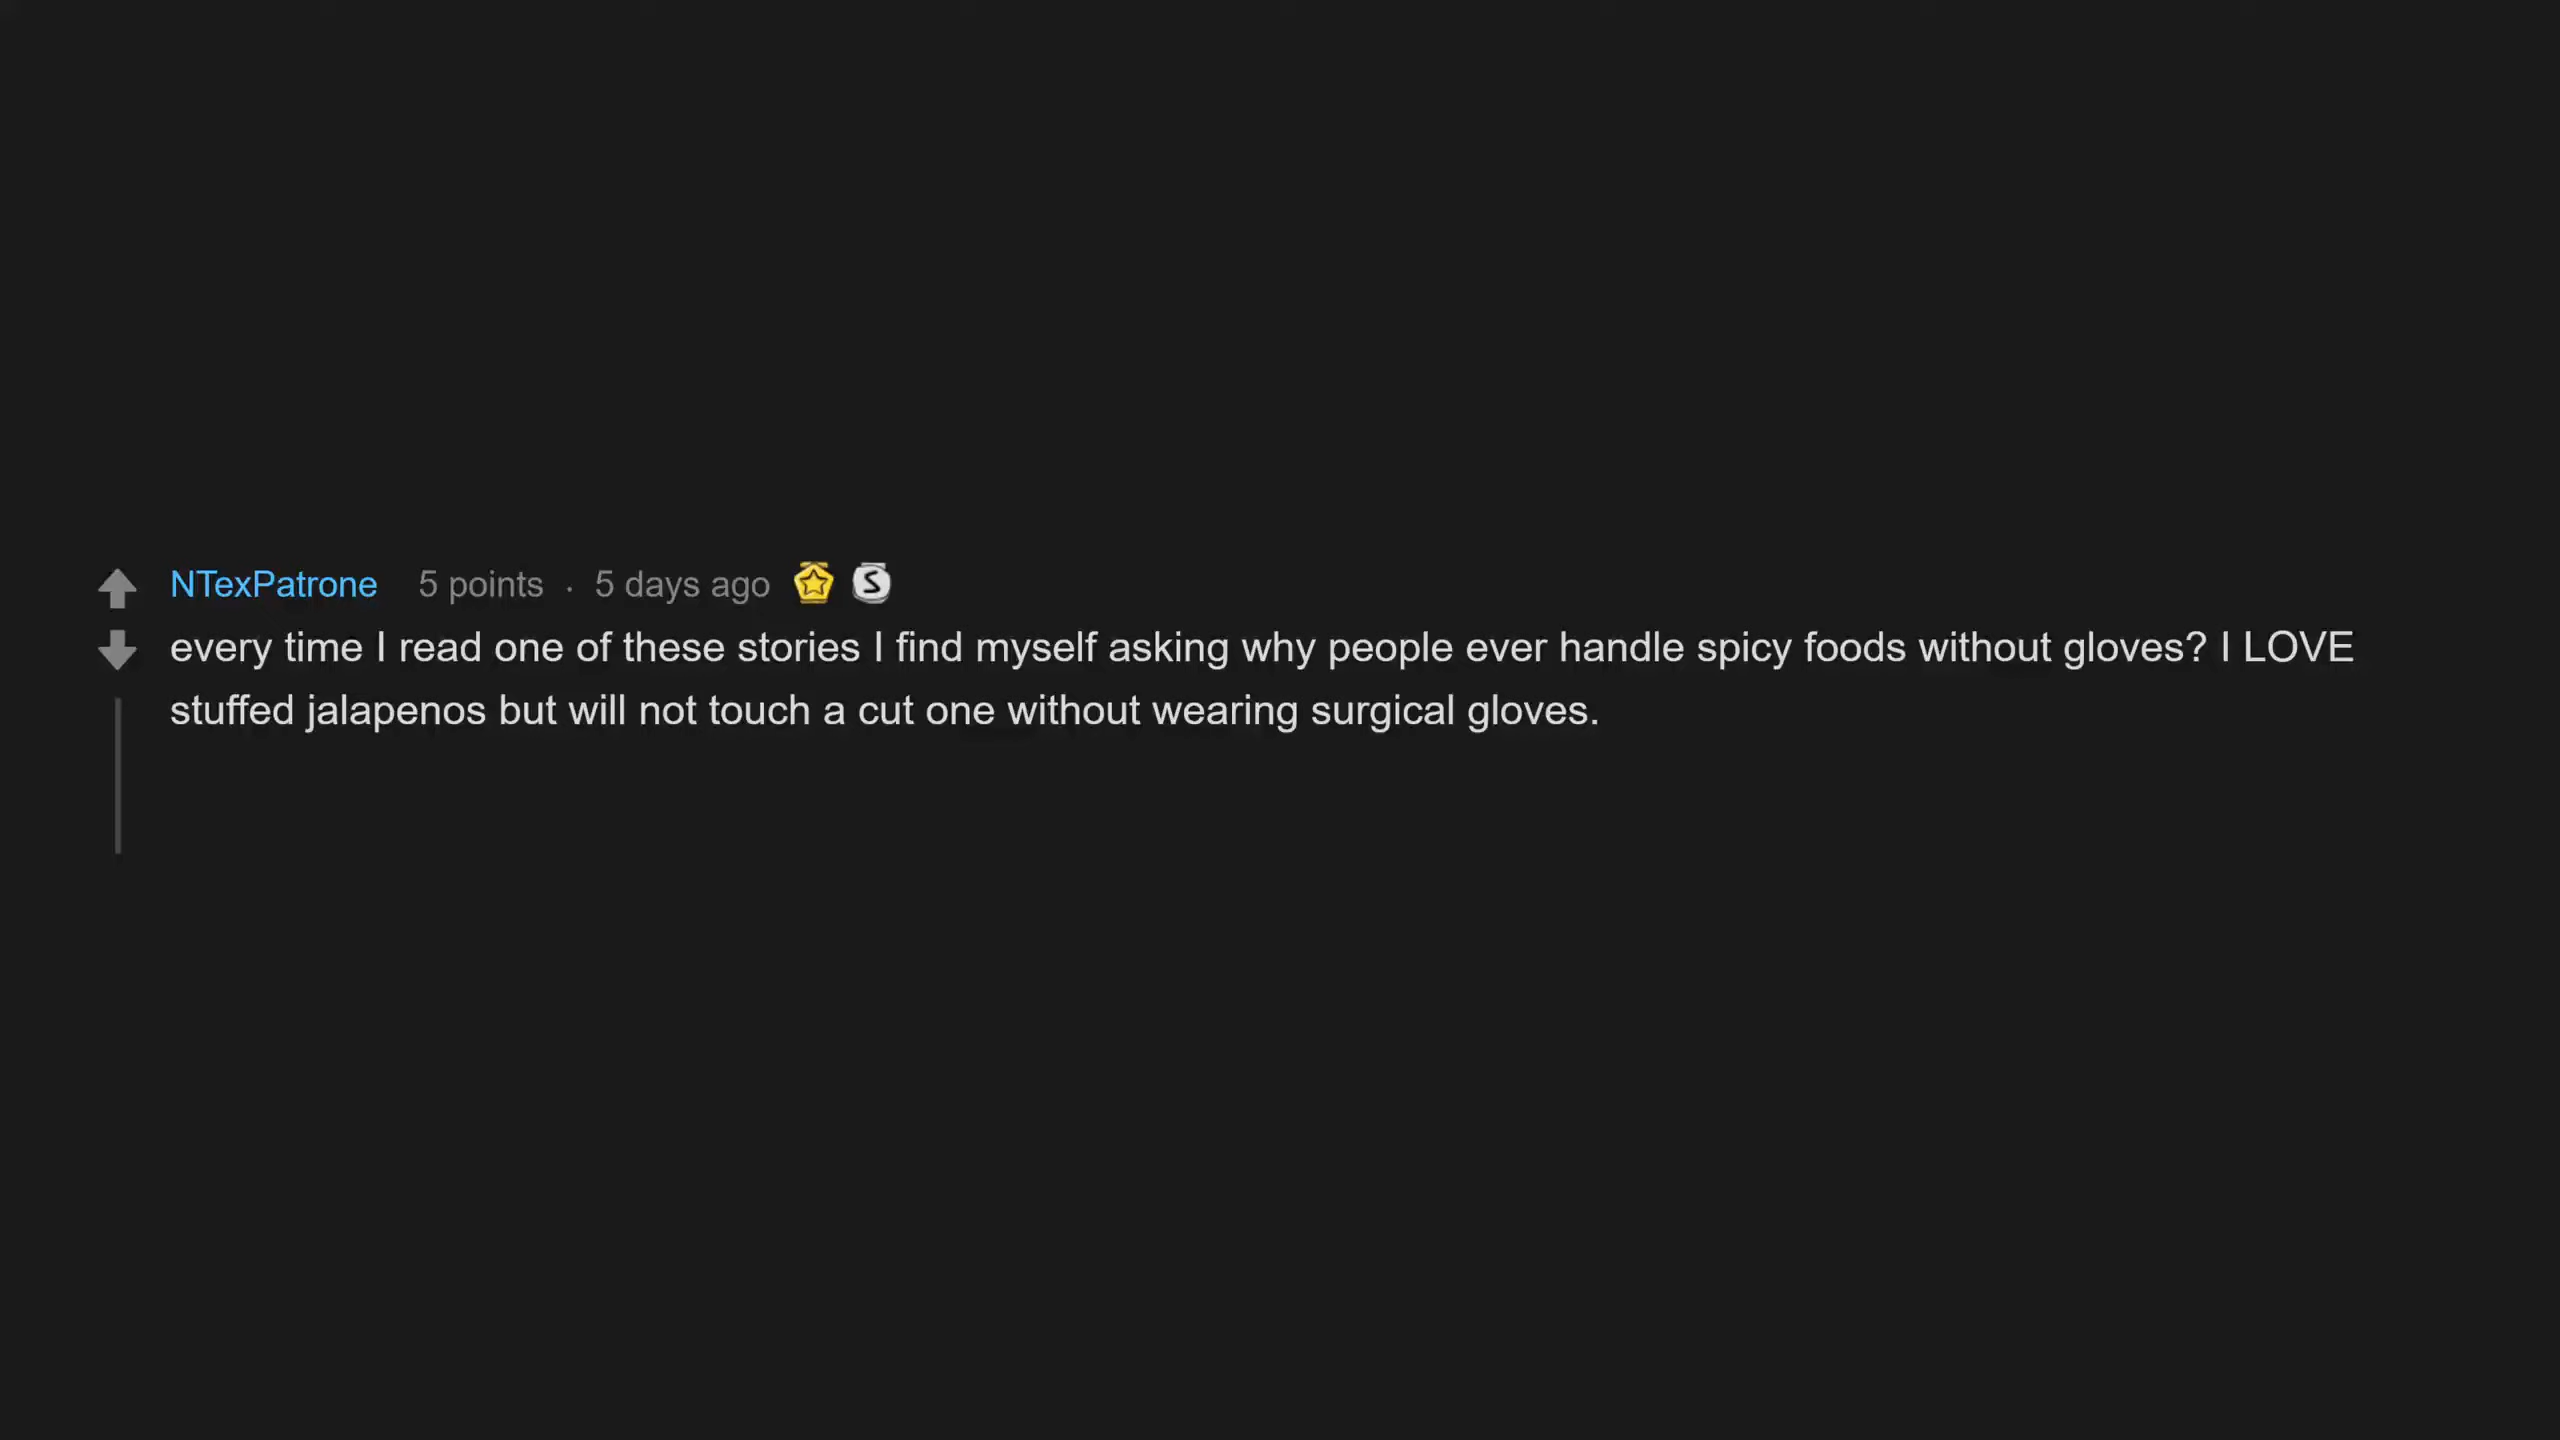 NTexPatrone 5 points · 5 days ago
every time I read one of these stories I find myself asking why people ever handle spicy foods without gloves? I LOVE
stuffed jalapenos but will not touch a cut one without wearing surgical gloves.